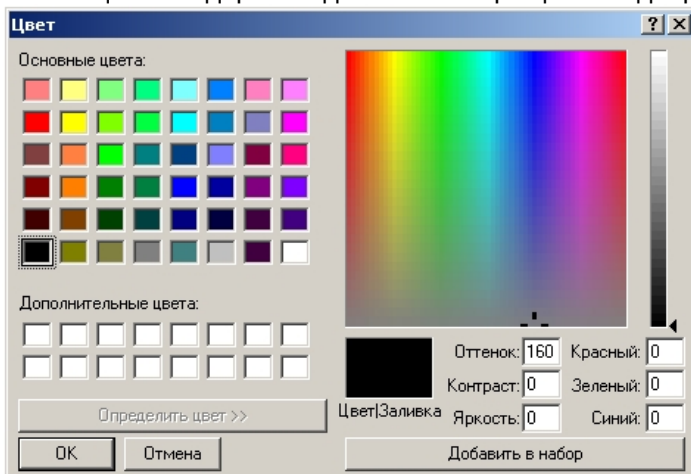 Цвет
Основные цвета:
Дополнительные цвета:
Определить цвет >>
OK Отмена
Цвет|Заливка
Оттенок: 160 Красный: 0
Контраст: 0 Зеленый: 0
Яркость: 0 Синий: 0
Добавить в набор